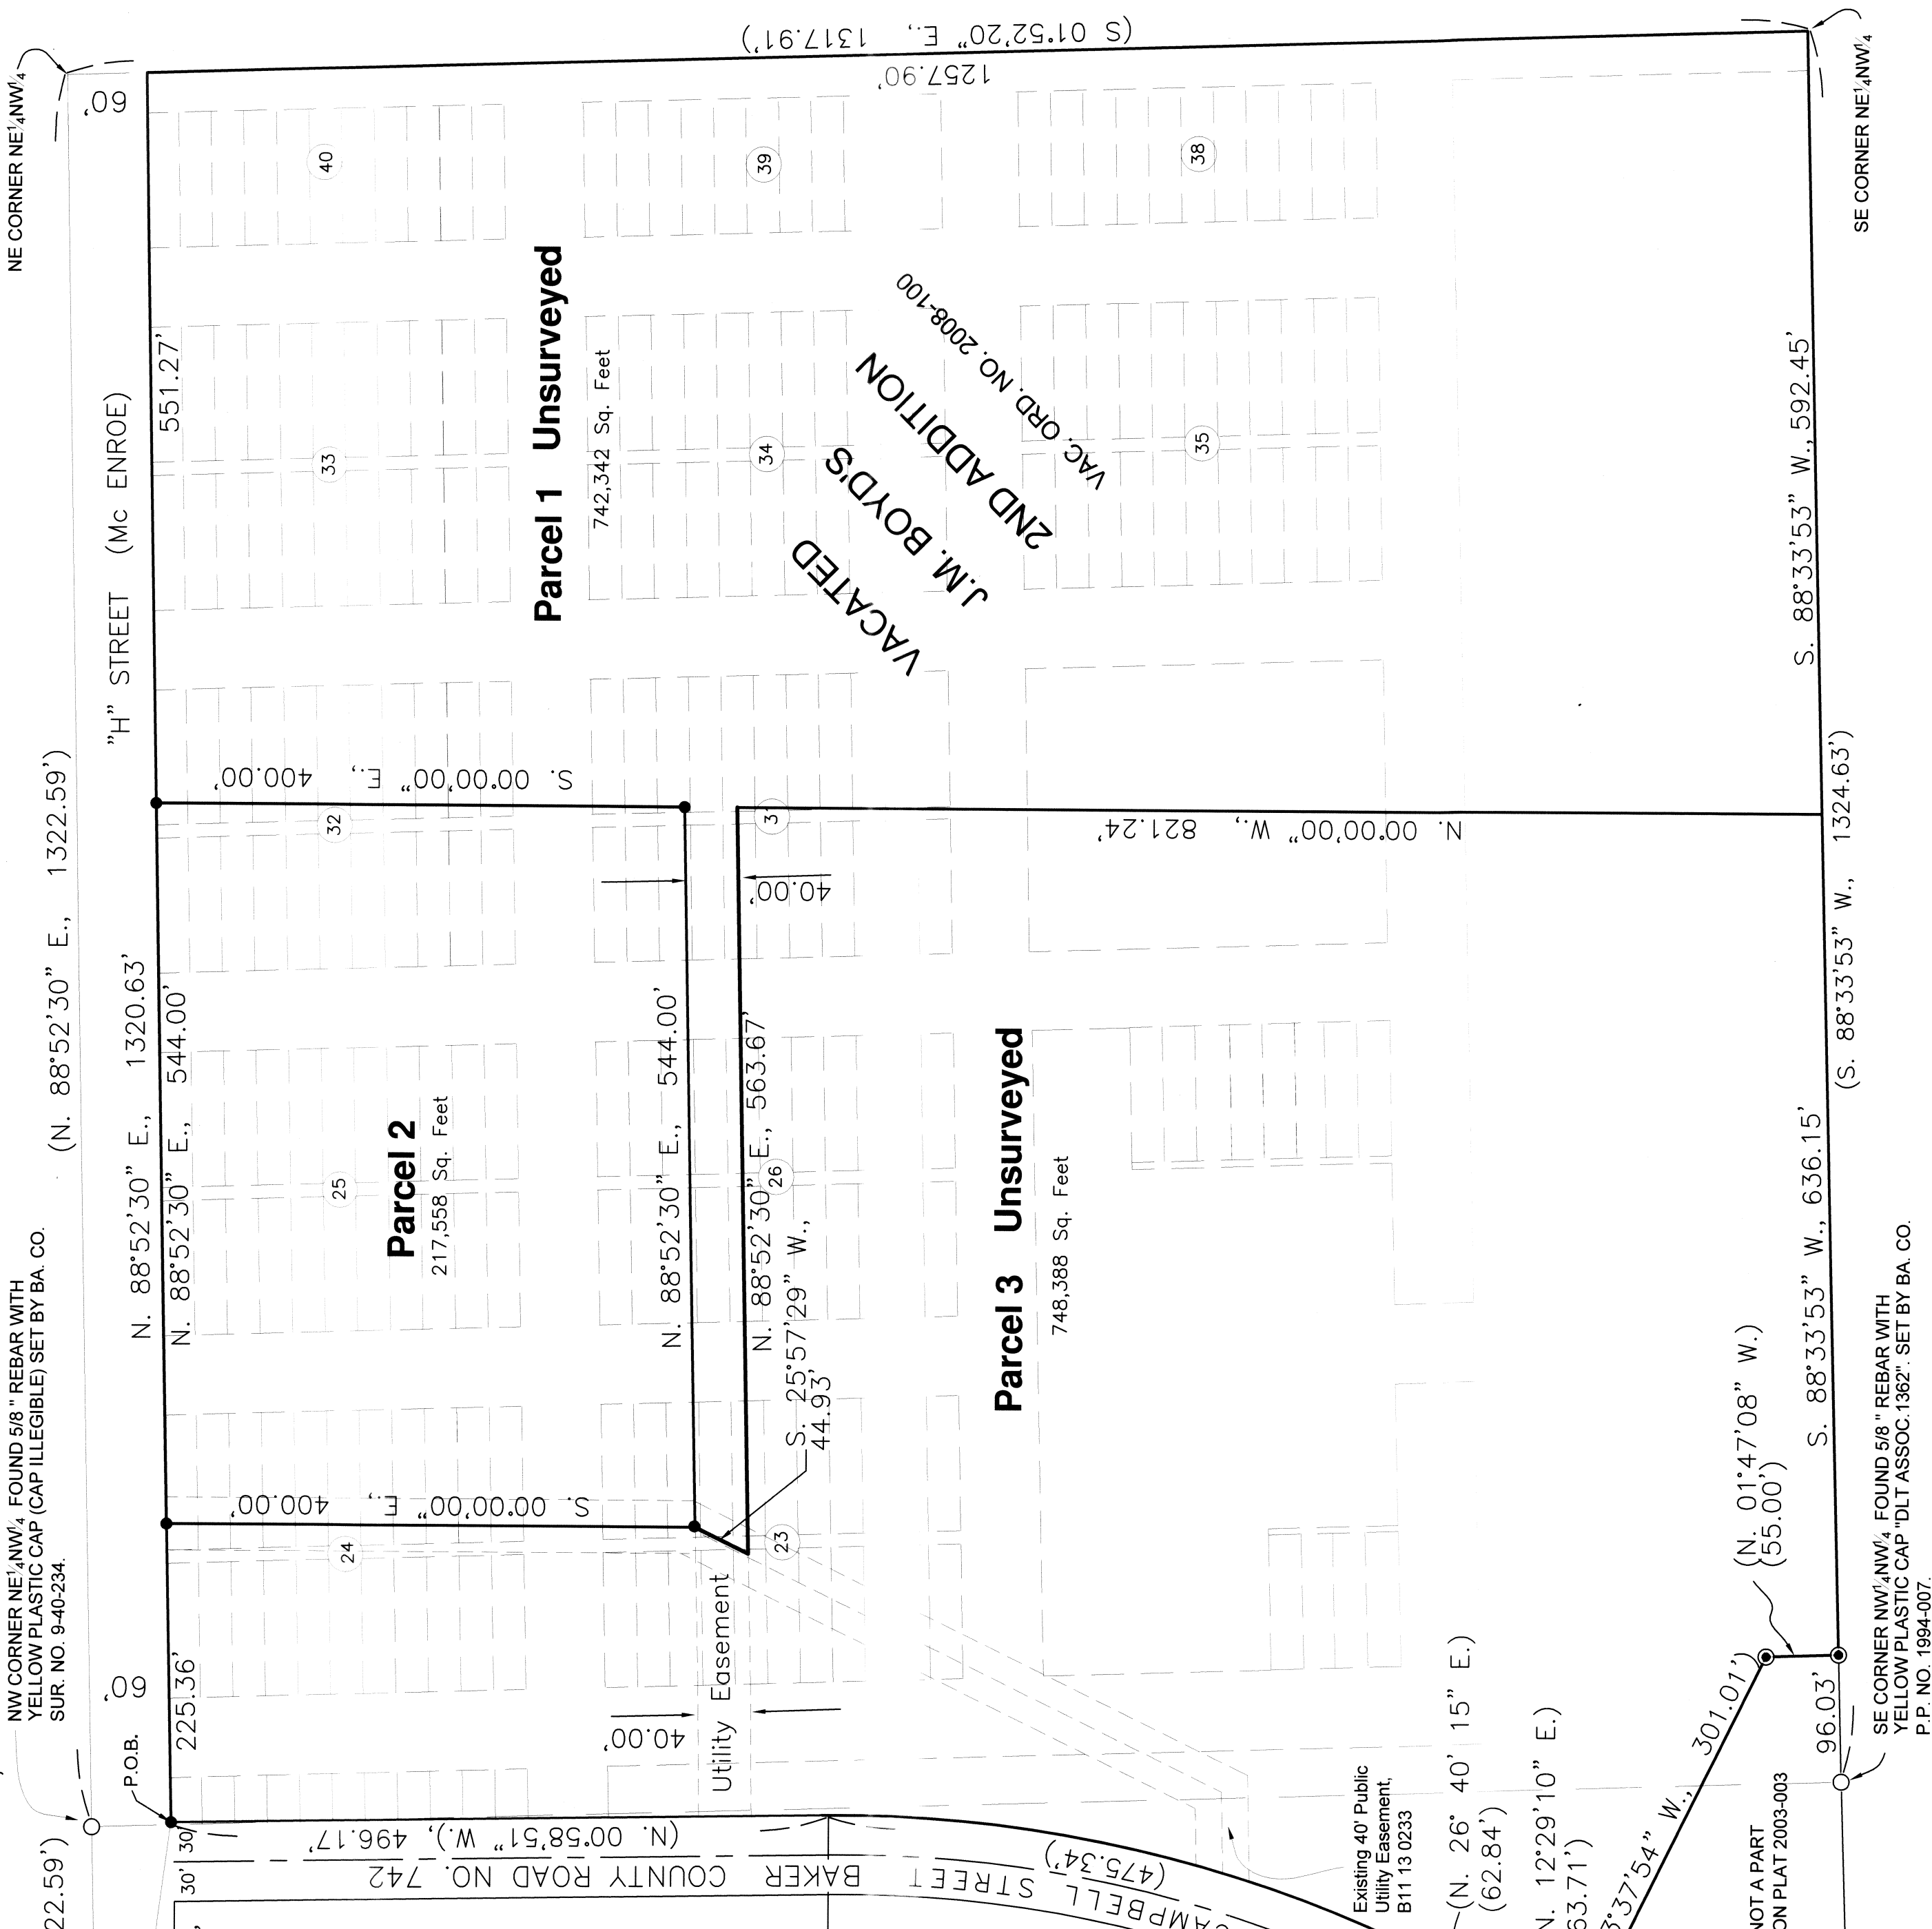 NW CORNER NE¼NW¼ FOUND 5/8" REBAR WITH
YELLOW PLASTIC CAP (CAP ILLEGIBLE) SET BY BA. CO.
SUR. NO. 9-40-234.
NE CORNER NE¼NW¼
22.59')
(N. 88°52'30" E., 1322.59')
60'
60'
P.O.B.
"H" STREET (Mc ENROE)
N. 88°52'30" E., 1320.63'
225.36'
N. 88°52'30" E., 544.00'
551.27'
30'
30'
(S 01°52'20" E., 1317.91')
1257.90'
S. 00°00'00" E., 400.00'
S. 00°00'00" E., 400.00'
24
25
32
33
40
Parcel 2
217,558 Sq. Feet
Parcel 1 Unsurveyed
742,342 Sq. Feet
N. 88°52'30" E., 544.00'
40.00'
Utility Easement
40.00'
N. 88°52'30" E., 563.67'
S. 25°57'29" W.,
44.93'
23
26
31
34
39
VACATED
J.M. BOYD'S
2ND ADDITION
VAC. ORD. NO. 2008-100
Parcel 3 Unsurveyed
748,388 Sq. Feet
35
38
N. 00°00'00" W., 821.24'
(N. 00°58'51" W.), 496.17'
BAKER COUNTY ROAD NO. 742
AMPBELL STREET
(475.34')
Existing 40' Public
Utility Easement,
B11 13 0233
(N. 26° 40' 15" E.)
(62.84')
N. 12°29'10" E.)
63.71')
3°37'54" W., 301.01')
(N. 01°47'08" W.)
(55.00')
NOT A PART
ON PLAT 2003-003
96.03'
S. 88°33'53" W., 636.15'
S. 88°33'53" W., 592.45'
(S. 88°33'53" W., 1324.63')
SE CORNER NW¼NW¼ FOUND 5/8" REBAR WITH
YELLOW PLASTIC CAP "DLT ASSOC.1362". SET BY BA. CO.
P.P. NO. 1994-007.
SE CORNER NE¼NW¼